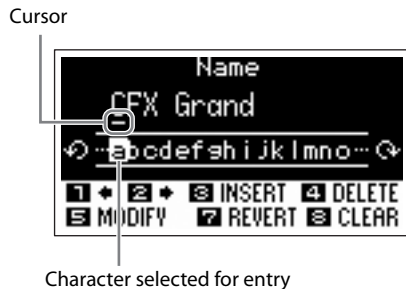 Cursor
Name
CFX Grand
abcdefghijklmno
1 2 3 INSERT 4 DELETE
5 MODIFY 7 REVERT 8 CLEAR
Character selected for entry